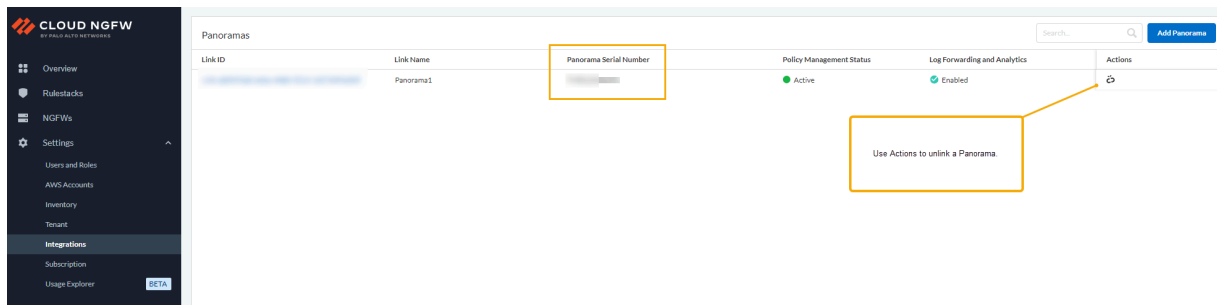 CLOUD NGFW
BY PALO ALTO NETWORKS
Overview
Rulestacks
NGFWs
Settings
Users and Roles
AWS Accounts
Inventory
Tenant
Integrations
Subscription
Usage Explorer BETA
Panoramas
Search..
Add Panorama
Link ID Link Name Panorama Serial Number Policy Management Status Log Forwarding and Analytics Actions
Panorama1 Active Enabled
Use Actions to unlink a Panorama.